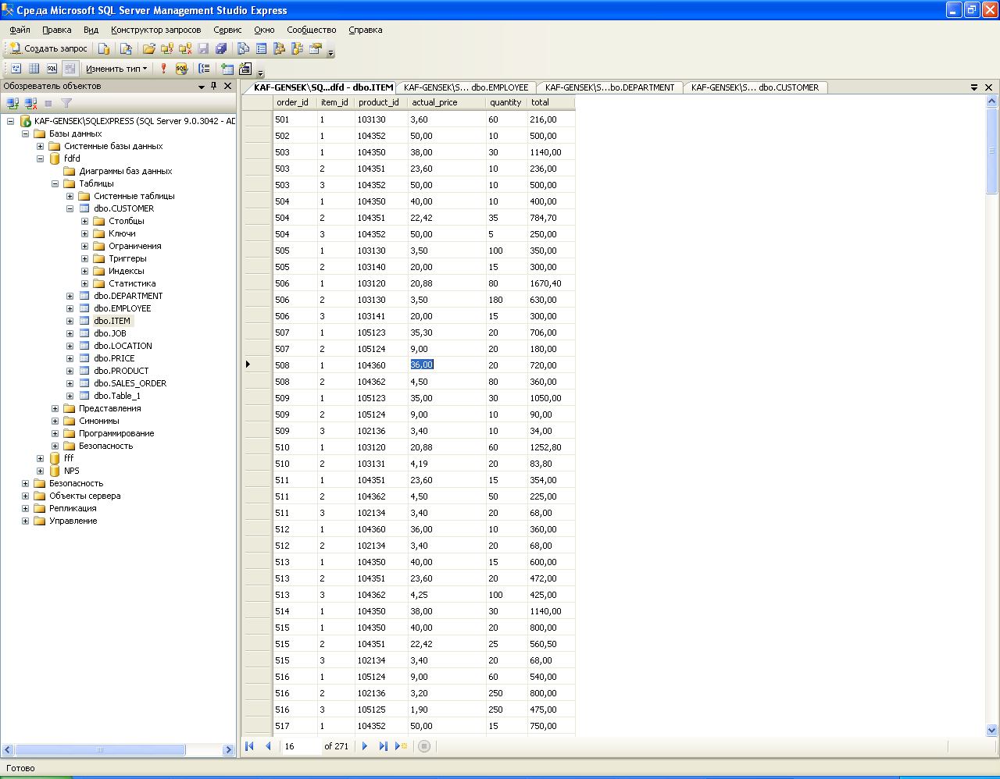 Среда Microsoft SQL Server Management Studio Express
Файл Правка Вид Конструктор запросов Сервис Окно Сообщество Справка
Создать запрос
Изменить тип
Обозреватель объектов
KAF-GENSEK\SQLEXPRESS (SQL Server 9.0.3042 - AD
Базы данных
Системные базы данных
fdfd
Диаграммы баз данных
Таблицы
Системные таблицы
dbo.CUSTOMER
Столбцы
Ключи
Ограничения
Триггеры
Индексы
Статистика
dbo.DEPARTMENT
dbo.EMPLOYEE
dbo.ITEM
dbo.JOB
dbo.LOCATION
dbo.PRICE
dbo.PRODUCT
dbo.SALES_ORDER
dbo.Table_1
Представления
Синонимы
Программирование
Безопасность
fff
NPS
Безопасность
Объекты сервера
Репликация
Управление
KAF-GENSEK\SQ...dfd - dbo.ITEM KAF-GENSEK\S... dbo.EMPLOYEE KAF-GENSEK\S...bo.DEPARTMENT KAF-GENSEK\S... dbo.CUSTOMER
order_id item_id product_id actual_price quantity total
501 1 103130 3,60 60 216,00
502 1 104352 50,00 10 500,00
503 1 104350 38,00 30 1140,00
503 2 104351 23,60 10 236,00
503 3 104352 50,00 10 500,00
504 1 104350 40,00 10 400,00
504 2 104351 22,42 35 784,70
504 3 104352 50,00 5 250,00
505 1 103130 3,50 100 350,00
505 2 103140 20,00 15 300,00
506 1 103120 20,88 80 1670,40
506 2 103130 3,50 180 630,00
506 3 103141 20,00 15 300,00
507 1 105123 35,30 20 706,00
507 2 105124 9,00 20 180,00
508 1 104360 36,00 20 720,00
508 2 104362 4,50 80 360,00
509 1 105123 35,00 30 1050,00
509 2 105124 9,00 10 90,00
509 3 102136 3,40 10 34,00
510 1 103120 20,88 60 1252,80
510 2 103131 4,19 20 83,80
511 1 104351 23,60 15 354,00
511 2 104362 4,50 50 225,00
511 3 102134 3,40 20 68,00
512 1 104360 36,00 10 360,00
512 2 102134 3,40 20 68,00
513 1 104350 40,00 15 600,00
513 2 104351 23,60 20 472,00
513 3 104362 4,25 100 425,00
514 1 104350 38,00 30 1140,00
515 1 104350 40,00 20 800,00
515 2 104351 22,42 25 560,50
515 3 102134 3,40 20 68,00
516 1 105124 9,00 60 540,00
516 2 102136 3,20 250 800,00
516 3 105125 1,90 250 475,00
517 1 104352 50,00 15 750,00
16 of 271
Готово